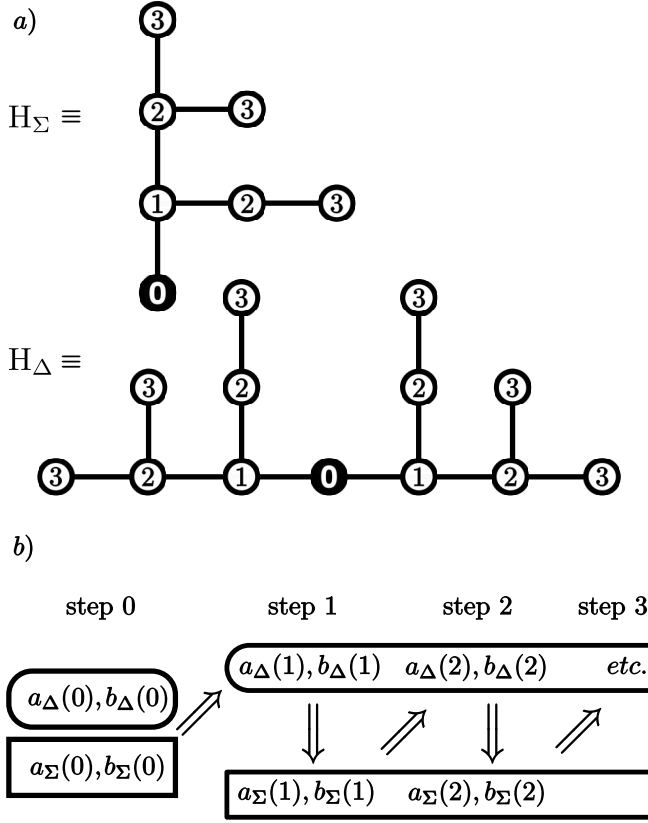 a)
3
H_Σ ≡ 2 3
1 2 3
0
3 3
H_Δ ≡ 3 2 2 3
3 2 1 0 1 2 3
b)
step 0 step 1 step 2 step 3
a_Δ(0), b_Δ(0) ⇗ a_Δ(1), b_Δ(1) a_Δ(2), b_Δ(2) etc.
⇓ ⇗ ⇓ ⇗
a_Σ(0), b_Σ(0) a_Σ(1), b_Σ(1) a_Σ(2), b_Σ(2)